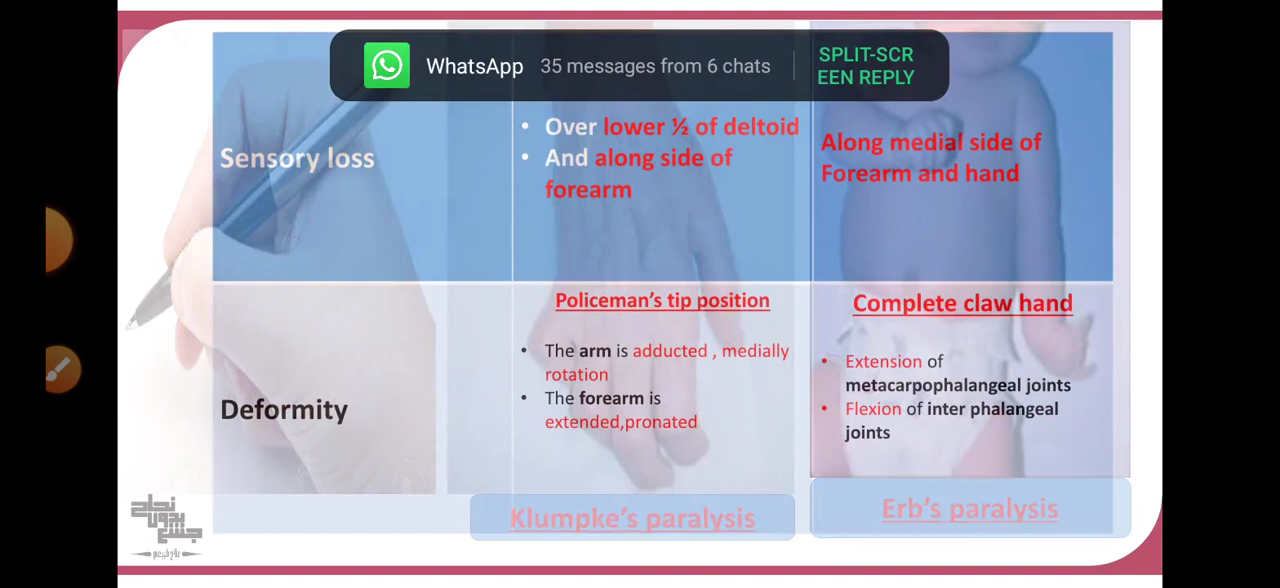 WhatsApp 35 messages from 6 chats
SPLIT-SCR
EEN REPLY
Sensory loss
• Over lower ½ of deltoid
• And along side of
forearm
Along medial side of
Forearm and hand
Deformity
Policeman's tip position
• The arm is adducted , medially
rotation
• The forearm is
extended,pronated
Complete claw hand
• Extension of
metacarpophalangeal joints
• Flexion of inter phalangeal
joints
Klumpke's paralysis
Erb's paralysis